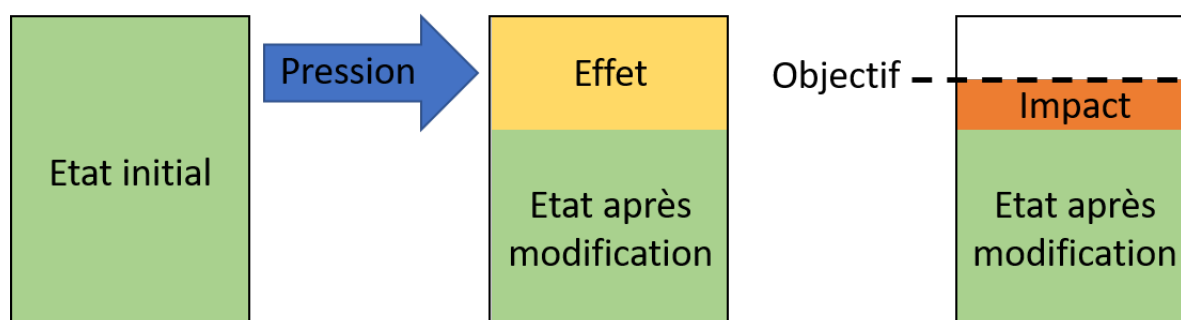 Etat initial
Pression
Effet
Etat après
modification
Objectif
Impact
Etat après
modification